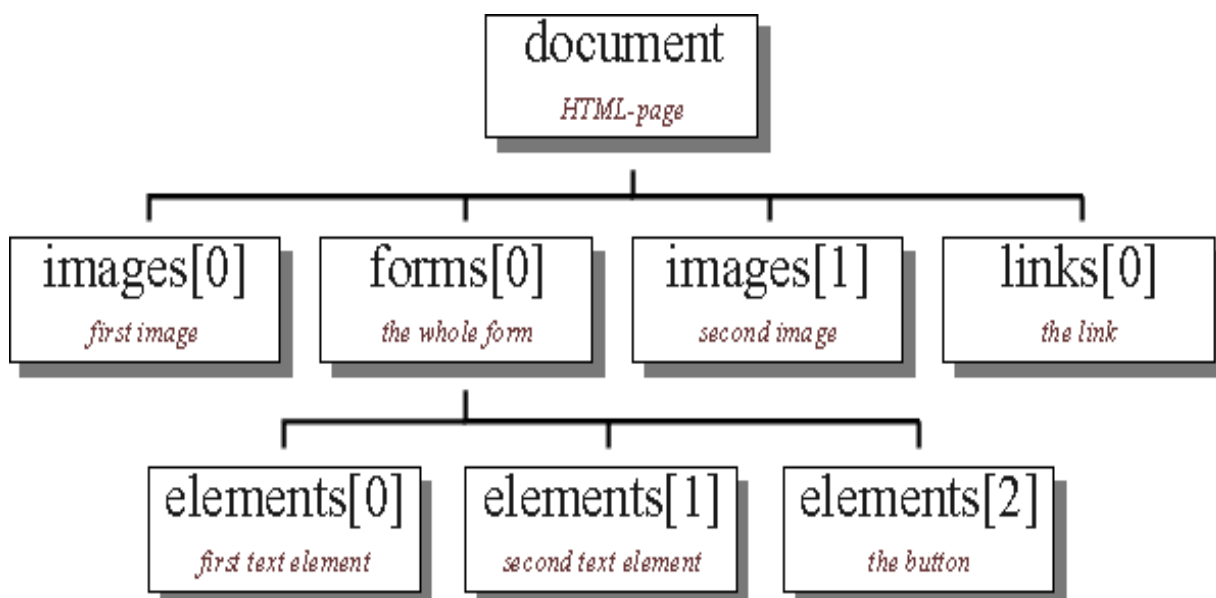 document
HTML-page
images[0]
first image
forms[0]
the whole form
images[1]
second image
links[0]
the link
elements[0]
first text element
elements[1]
second text element
elements[2]
the button